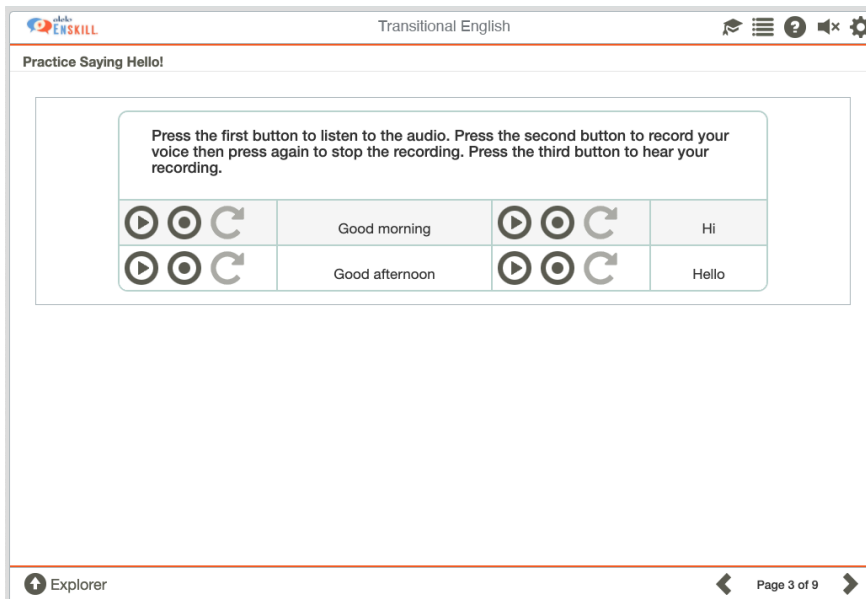 alelo
ENSKILL
Transitional English
Practice Saying Hello!
Press the first button to listen to the audio. Press the second button to record your
voice then press again to stop the recording. Press the third button to hear your
recording.
Good morning
Hi
Good afternoon
Hello
Explorer
Page 3 of 9